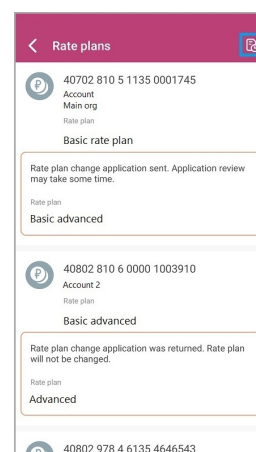 Rate plans
40702 810 5 1135 0001745
Account
Main org
Rate plan
Basic rate plan
Rate plan change application sent. Application review
may take some time.
Rate plan
Basic advanced
40802 810 6 0000 1003910
Account 2
Rate plan
Basic advanced
Rate plan change application was returned. Rate plan
will not be changed.
Rate plan
Advanced
40802 978 4 6135 4646543